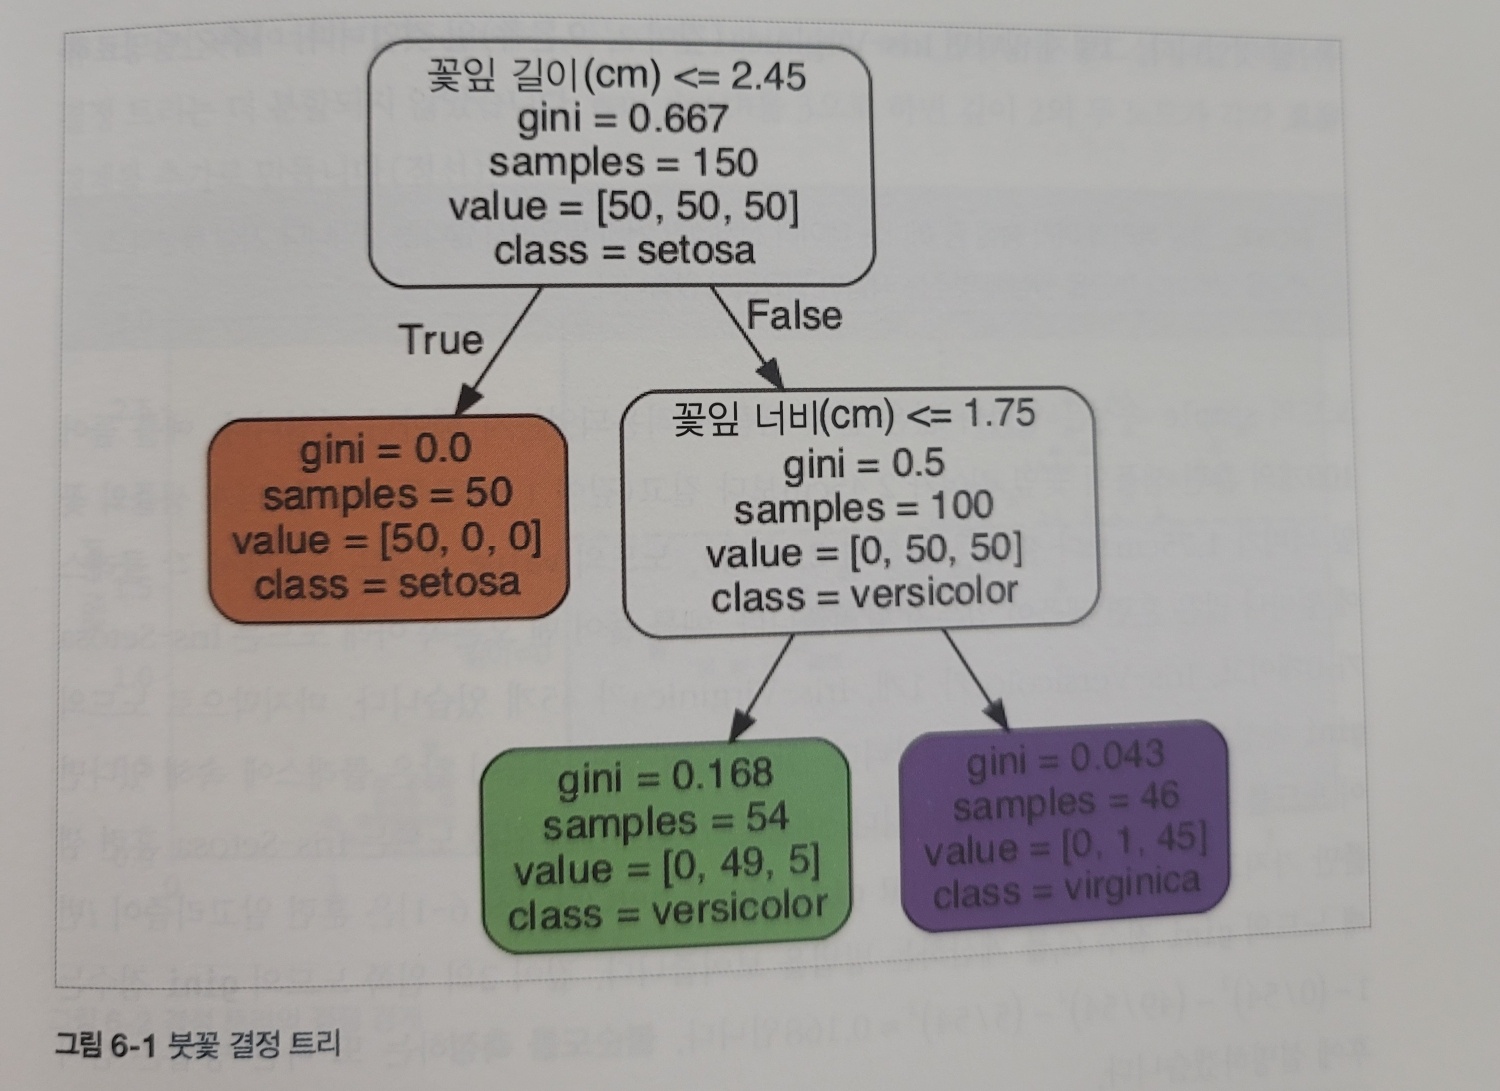 꽃잎 길이(cm) <= 2.45
gini = 0.667
samples = 150
value = [50, 50, 50]
class = setosa
True
False
gini = 0.0
samples = 50
value = [50, 0, 0]
class = setosa
꽃잎 너비(cm) <= 1.75
gini = 0.5
samples = 100
value = [0, 50, 50]
class = versicolor
gini = 0.168
samples = 54
value = [0, 49, 5]
class = versicolor
gini = 0.043
samples = 46
value = [0, 1, 45]
class = virginica
그림 6-1 붓꽃 결정 트리